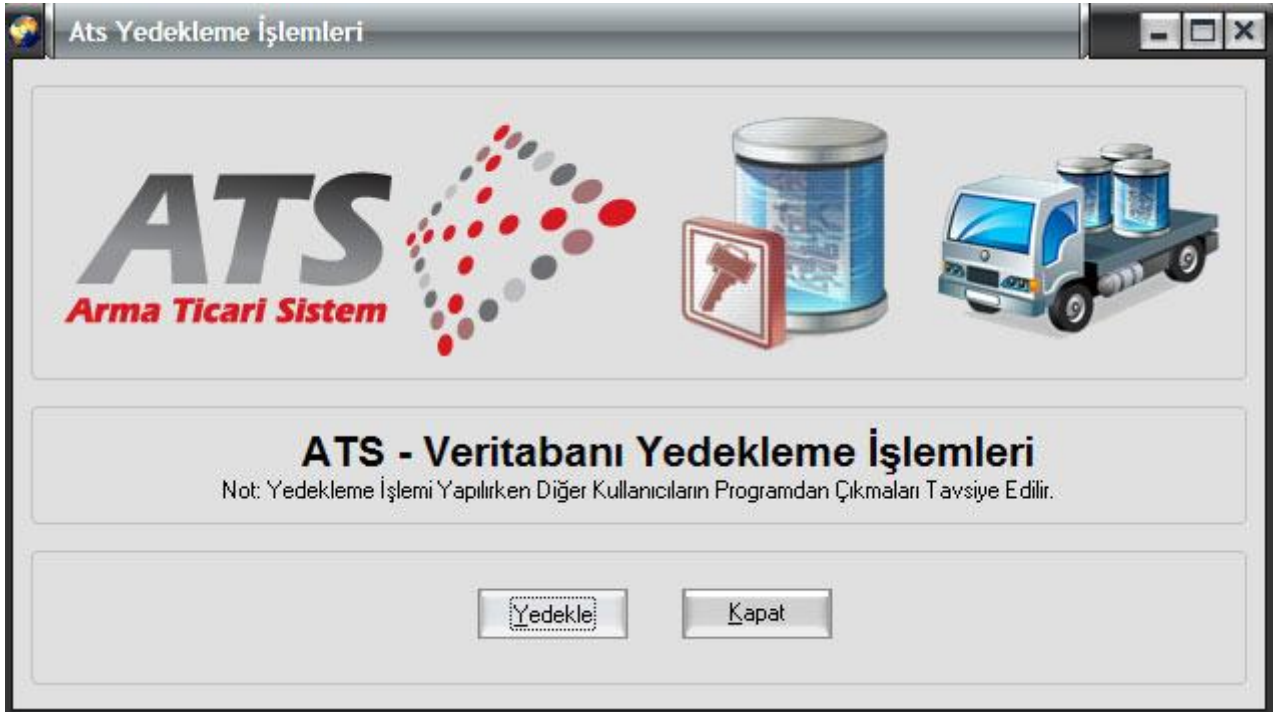 Ats Yedekleme İşlemleri
ATS
Arma Ticari Sistem
ATS - Veritabanı Yedekleme İşlemleri
Not: Yedekleme İşlemi Yapılırken Diğer Kullanıcıların Programdan Çıkmaları Tavsiye Edilir.
Yedekle
Kapat